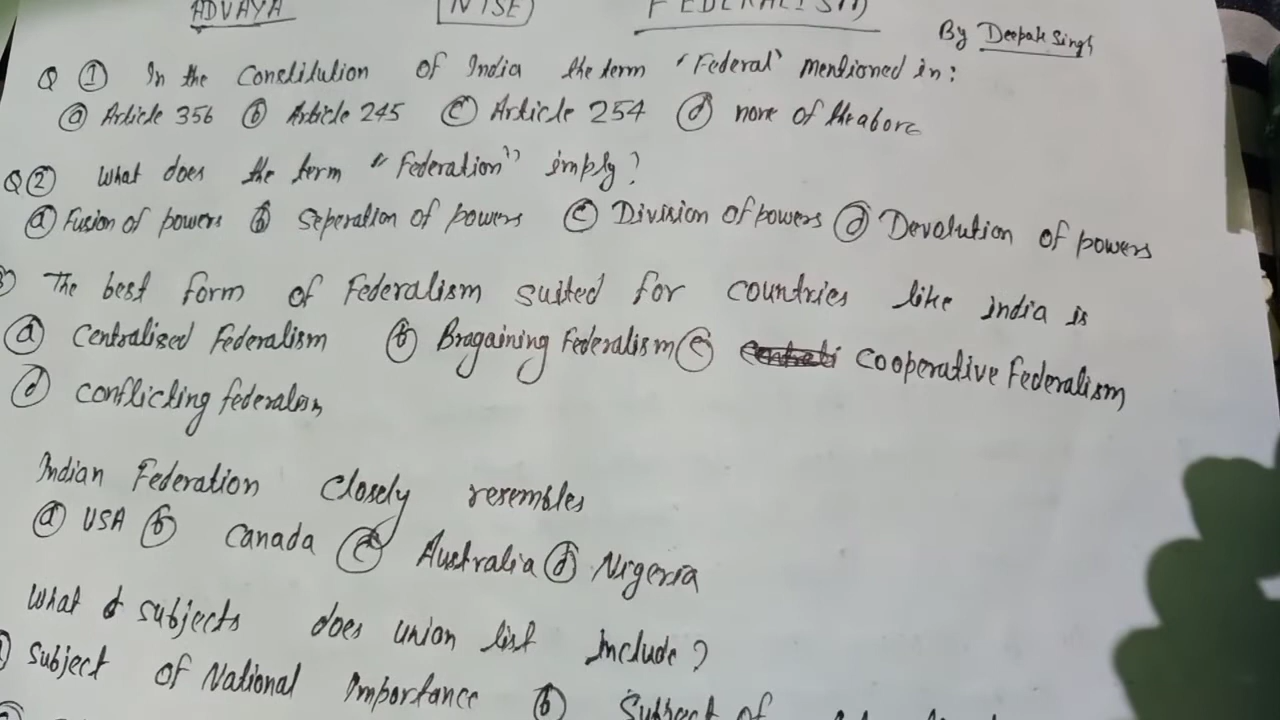 ADVAYA NTSE FEDERALISM
By Deepak Singh
Q ① In the Constitution of India the term "Federal" mentioned in:
ⓐ Article 356 ⓑ Article 245 ⓒ Article 254 ⓓ none of the above
Q② What does the term "Federation" imply?
ⓐ Fusion of powers ⓑ Seperation of powers ⓒ Division of powers ⓓ Devolution of powers
The best form of Federalism suited for countries like india is
ⓐ Centralised Federalism ⓑ Bragaining Federalism ⓒ Cooperative Federalism
ⓓ conflicting federalism
Indian Federation Closely resembles
ⓐ USA ⓑ Canada ⓒ Australia ⓓ Nigeria
What subjects does union list include?
Subject of National Importance ⓑ Subject of